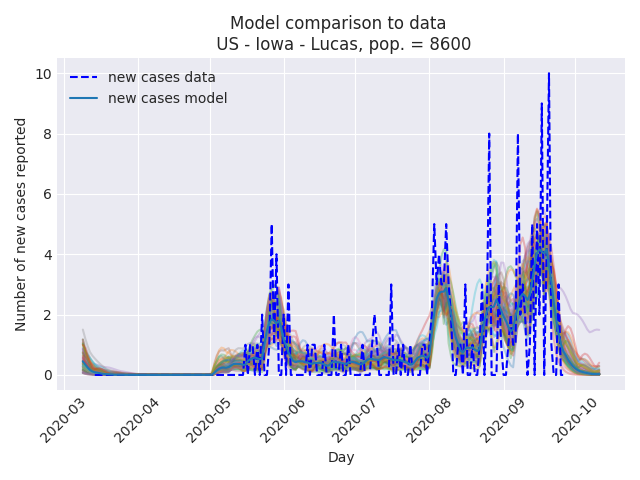 Model comparison to data
US - Iowa - Lucas, pop. = 8600
new cases data
new cases model
Number of new cases reported
10
8
6
4
2
0
2020-03
2020-04
2020-05
2020-06
2020-07
2020-08
2020-09
2020-10
Day